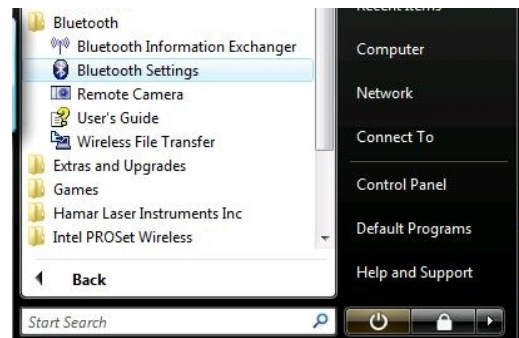 Bluetooth
Bluetooth Information Exchanger
Bluetooth Settings
Remote Camera
User's Guide
Wireless File Transfer
Extras and Upgrades
Games
Hamar Laser Instruments Inc
Intel PROSet Wireless
Back
Start Search
Recent Items
Computer
Network
Connect To
Control Panel
Default Programs
Help and Support